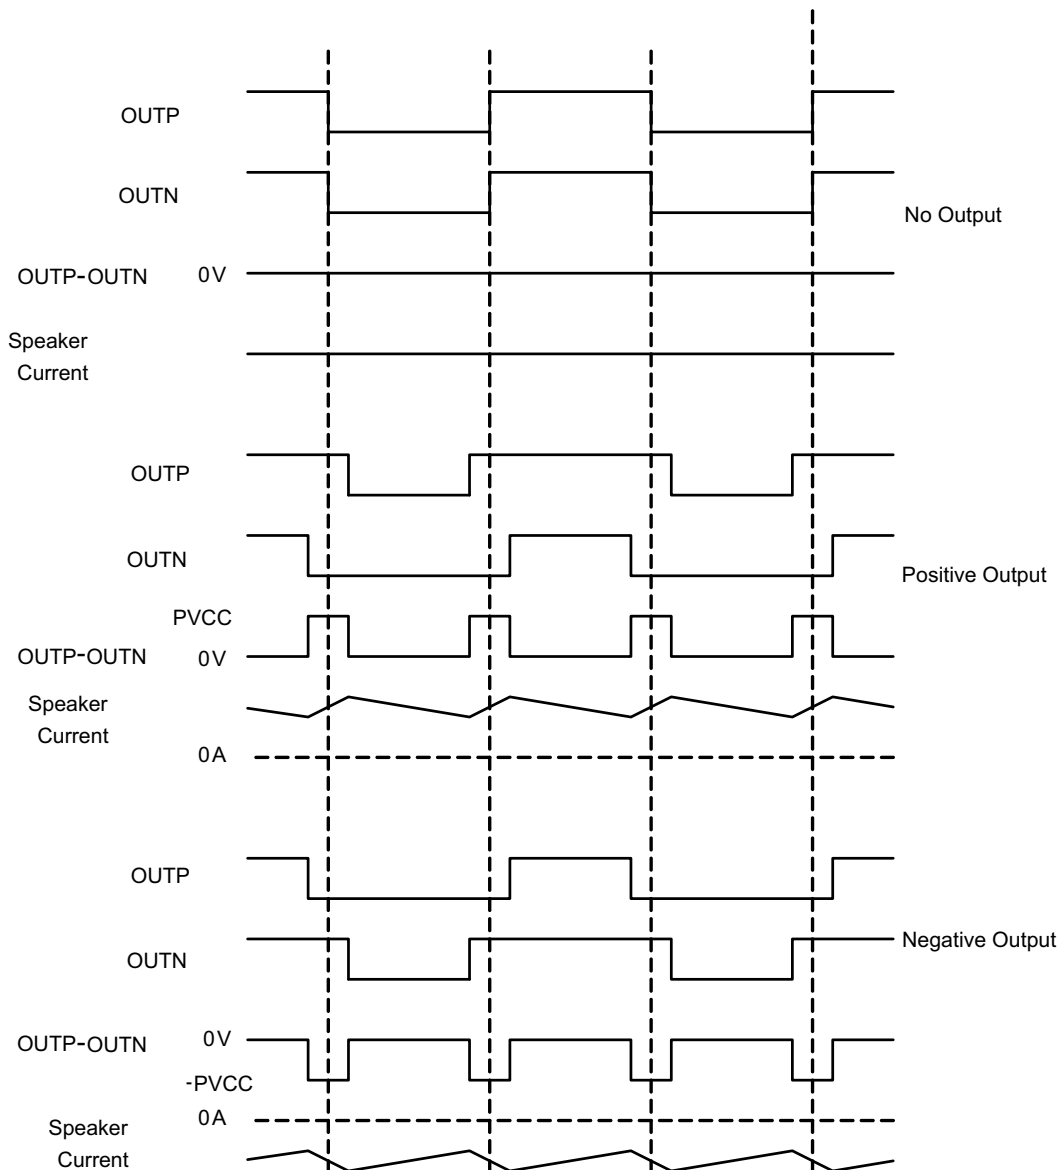 OUTP
OUTN
No Output
OUTP-OUTN 0V
Speaker
Current
OUTP
OUTN
Positive Output
PVCC
OUTP-OUTN 0V
Speaker
Current
0A
OUTP
Negative Output
OUTN
0V
OUTP-OUTN
-PVCC
0A
Speaker
Current